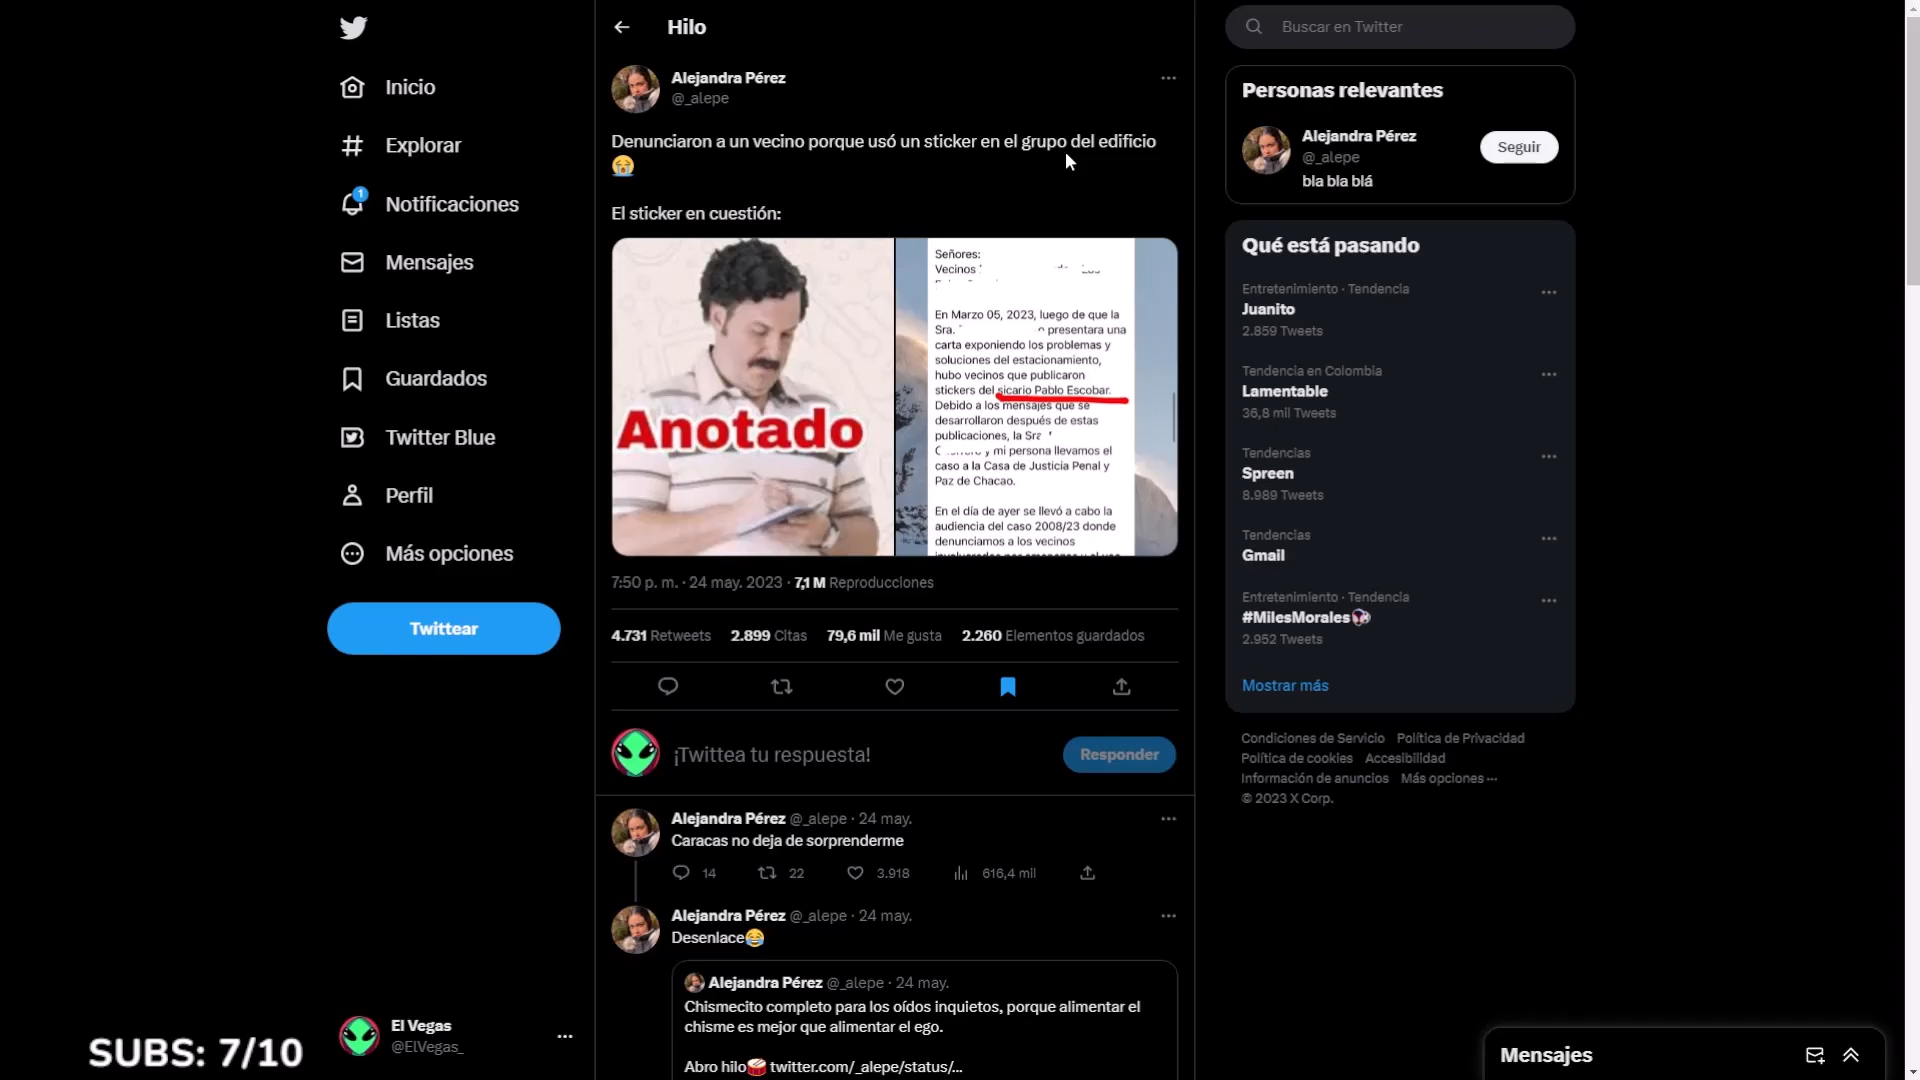 Inicio
Explorar
1
Notificaciones
Mensajes
Listas
Guardados
Twitter Blue
Perfil
Más opciones
Twittear
El Vegas
@ElVegas_
SUBS: 7/10
Hilo
Alejandra Pérez
@_alepe
Denunciaron a un vecino porque usó un sticker en el grupo del edificio
😭
El sticker en cuestión:
Anotado
Señores:
Vecinos
En Marzo 05, 2023, luego de que la
Sra. presentara una
carta exponiendo los problemas y
soluciones del estacionamiento,
hubo vecinos que publicaron
stickers del sicario Pablo Escobar.
Debido a los mensajes que se
desarrollaron después de estas
publicaciones, la Sra
y mi persona llevamos el
caso a la Casa de Justicia Penal y
Paz de Chacao.
En el día de ayer se llevó a cabo la
audiencia del caso 2008/23 donde
denunciamos a los vecinos
7:50 p. m. · 24 may. 2023 · 7,1 M Reproducciones
4.731 Retweets 2.899 Citas 79,6 mil Me gusta 2.260 Elementos guardados
¡Twittea tu respuesta!
Responder
Alejandra Pérez @_alepe · 24 may.
Caracas no deja de sorprenderme
14 22 3.918 616,4 mil
Alejandra Pérez @_alepe · 24 may.
Desenlace😂
Alejandra Pérez @_alepe · 24 may.
Chismecito completo para los oídos inquietos, porque alimentar el
chisme es mejor que alimentar el ego.
Abro hilo🥁 twitter.com/_alepe/status/...
Buscar en Twitter
Personas relevantes
Alejandra Pérez
@_alepe
Seguir
bla bla blá
Qué está pasando
Entretenimiento · Tendencia
Juanito
2.859 Tweets
Tendencia en Colombia
Lamentable
36,8 mil Tweets
Tendencias
Spreen
8.989 Tweets
Tendencias
Gmail
Entretenimiento · Tendencia
#MilesMorales
2.952 Tweets
Mostrar más
Condiciones de Servicio Política de Privacidad
Política de cookies Accesibilidad
Información de anuncios Más opciones ···
© 2023 X Corp.
Mensajes